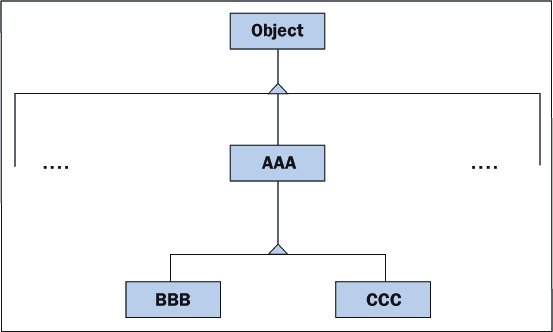 Object
....
AAA
....
BBB
CCC